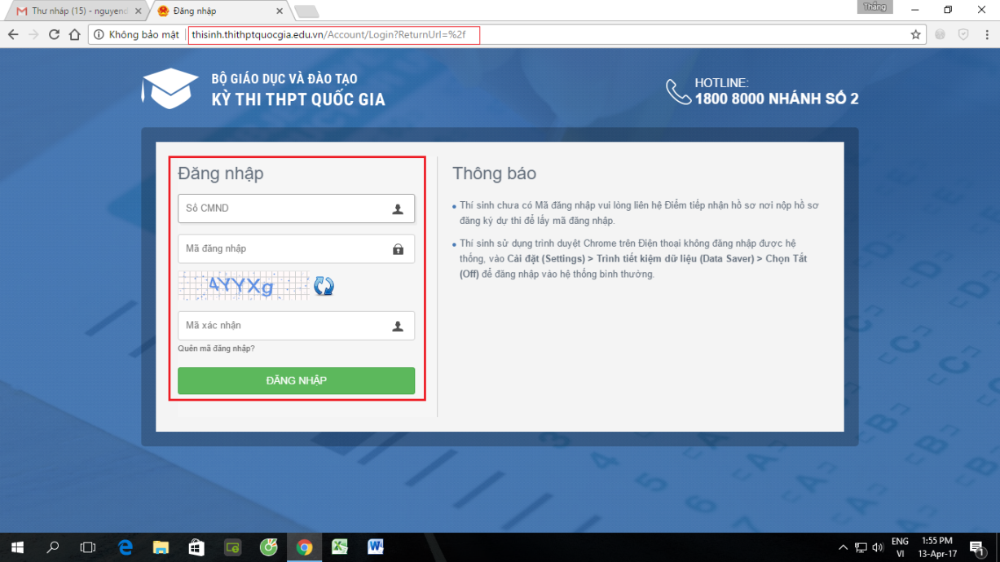 Thư nháp (15) - nguyend
Đăng nhập
Thắng
Không bảo mật
thisinh.thithptquocgia.edu.vn/Account/Login?ReturnUrl=%2f
BỘ GIÁO DỤC VÀ ĐÀO TẠO
KỲ THI THPT QUỐC GIA
HOTLINE:
1800 8000 NHÁNH SỐ 2
Đăng nhập
Số CMND
Mã đăng nhập
4YYXg
Mã xác nhận
Quên mã đăng nhập?
ĐĂNG NHẬP
Thông báo
Thí sinh chưa có Mã đăng nhập vui lòng liên hệ Điểm tiếp nhận hồ sơ nơi nộp hồ sơ
đăng ký dự thi để lấy mã đăng nhập.
Thí sinh sử dụng trình duyệt Chrome trên Điện thoại không đăng nhập được hệ
thống, vào Cài đặt (Settings) > Trình tiết kiệm dữ liệu (Data Saver) > Chọn Tắt
(Off) để đăng nhập vào hệ thống bình thường.
ENG
VI
1:55 PM
13-Apr-17
1